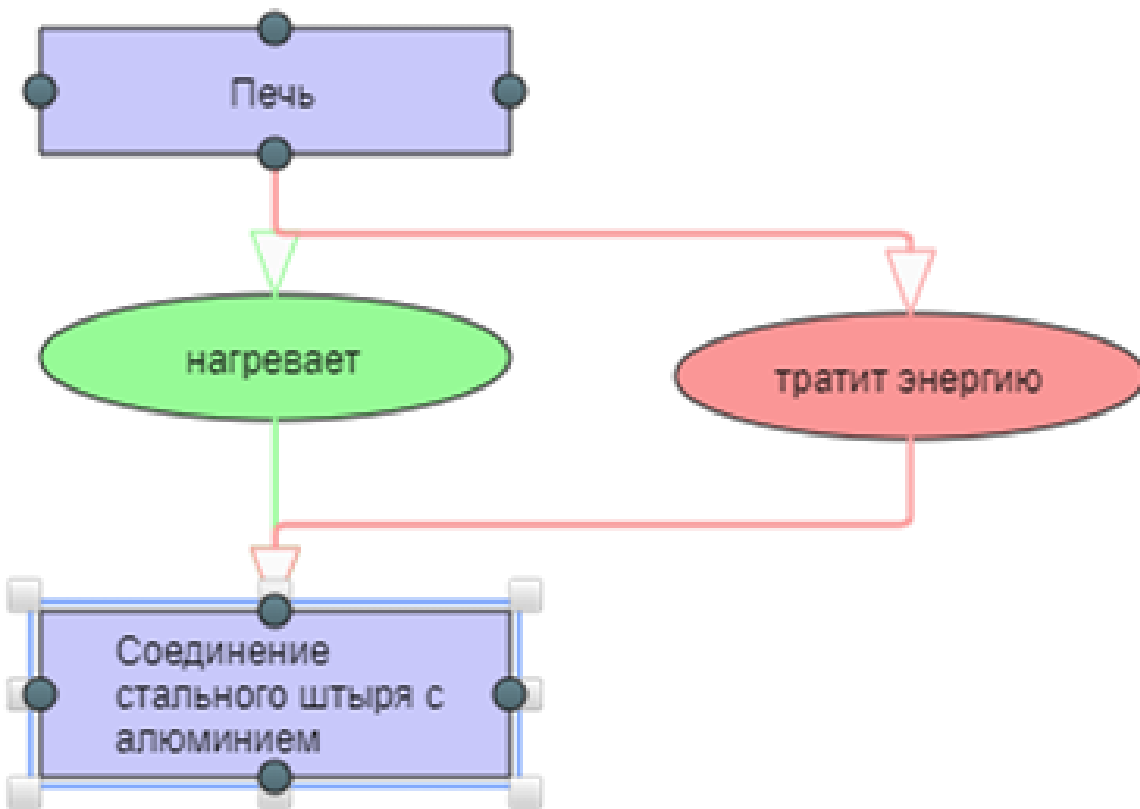 Печь
нагревает
тратит энергию
Соединение
стального штыря с
алюминием